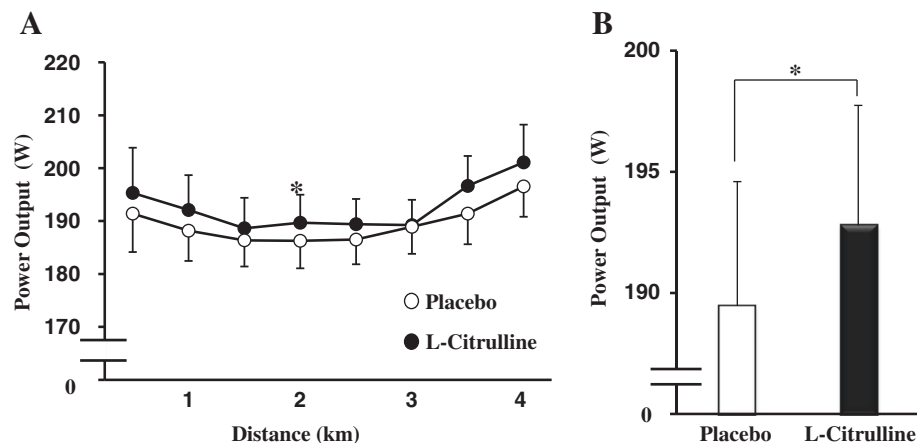 A
220
210
200
190
180
170
0
Power Output (W)
*
Placebo
L-Citrulline
1
2
3
4
Distance (km)
B
200
195
190
0
Power Output (W)
*
Placebo
L-Citrulline